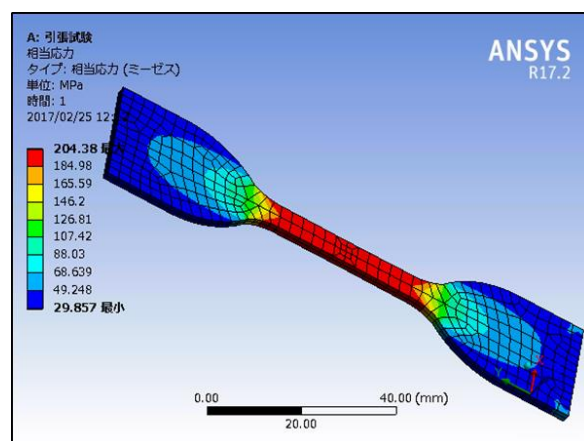 A: 引張試験
相当応力
タイプ: 相当応力 (ミーゼス)
単位: MPa
時間: 1
2017/02/25
ANSYS
R17.2
204.38
184.98
165.59
146.2
126.81
107.42
88.03
68.639
49.248
29.857 最小
0.00
40.00 (mm)
20.00
X
Y